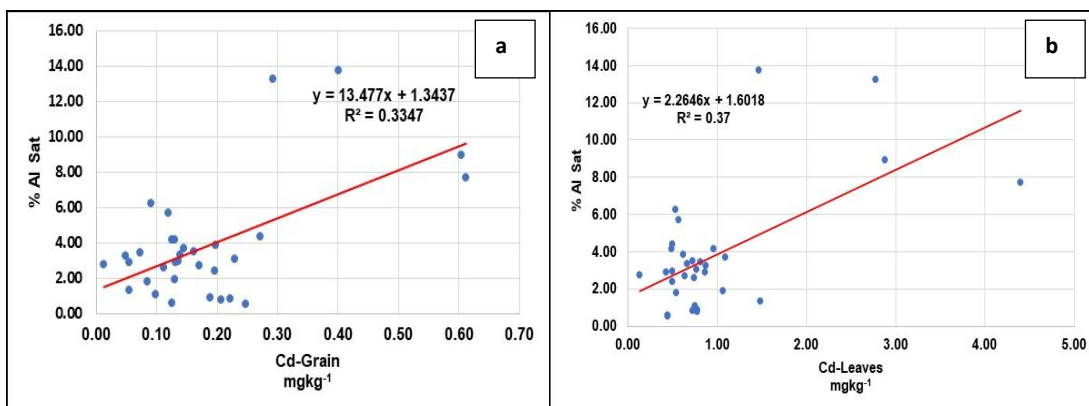 a
16.00
14.00
12.00
10.00
8.00
6.00
4.00
2.00
0.00
% Al Sat
y = 13.477x + 1.3437
R² = 0.3347
0.00 0.10 0.20 0.30 0.40 0.50 0.60 0.70
Cd-Grain
mgkg⁻¹
b
16.00
14.00
12.00
10.00
8.00
6.00
4.00
2.00
0.00
% Al Sat
y = 2.2646x + 1.6018
R² = 0.37
0.00 1.00 2.00 3.00 4.00 5.00
Cd-Leaves
mgkg⁻¹